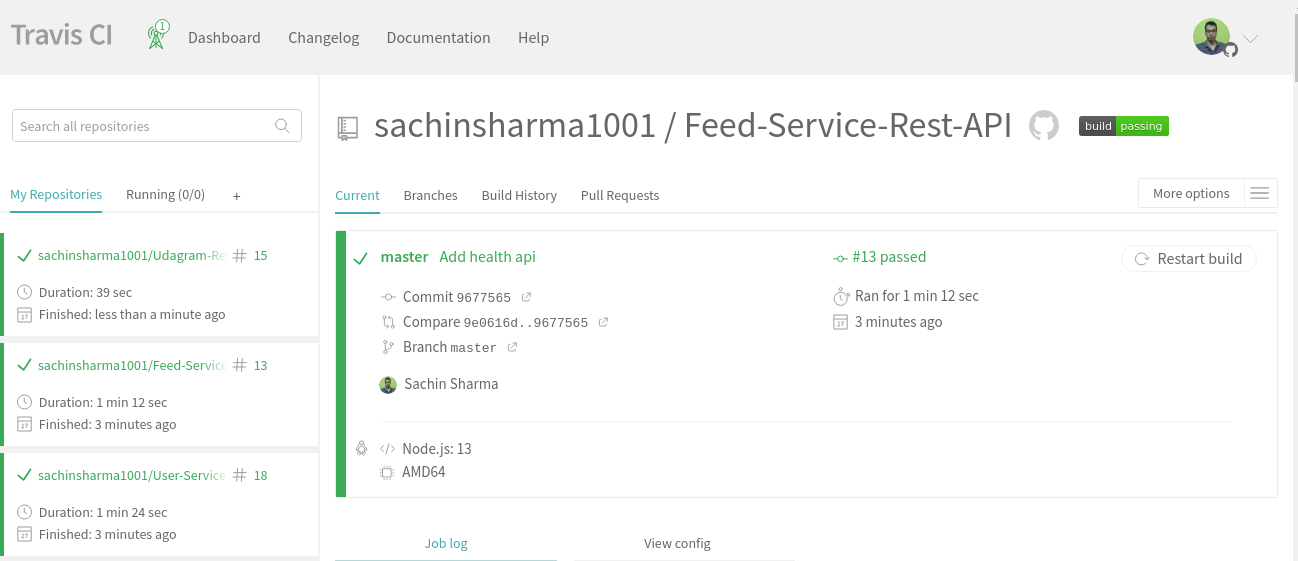 Travis CI
1
Dashboard
Changelog
Documentation
Help
Search all repositories
My Repositories
Running (0/0)
+
sachinsharma1001/Udagram-Re
# 15
Duration: 39 sec
Finished: less than a minute ago
sachinsharma1001/Feed-Service
# 13
Duration: 1 min 12 sec
Finished: 3 minutes ago
sachinsharma1001/User-Service
# 18
Duration: 1 min 24 sec
Finished: 3 minutes ago
sachinsharma1001 / Feed-Service-Rest-API
build passing
Current
Branches
Build History
Pull Requests
More options
master Add health api
Commit 9677565
Compare 9e0616d..9677565
Branch master
Sachin Sharma
#13 passed
Ran for 1 min 12 sec
3 minutes ago
Restart build
Node.js: 13
AMD64
Job log
View config